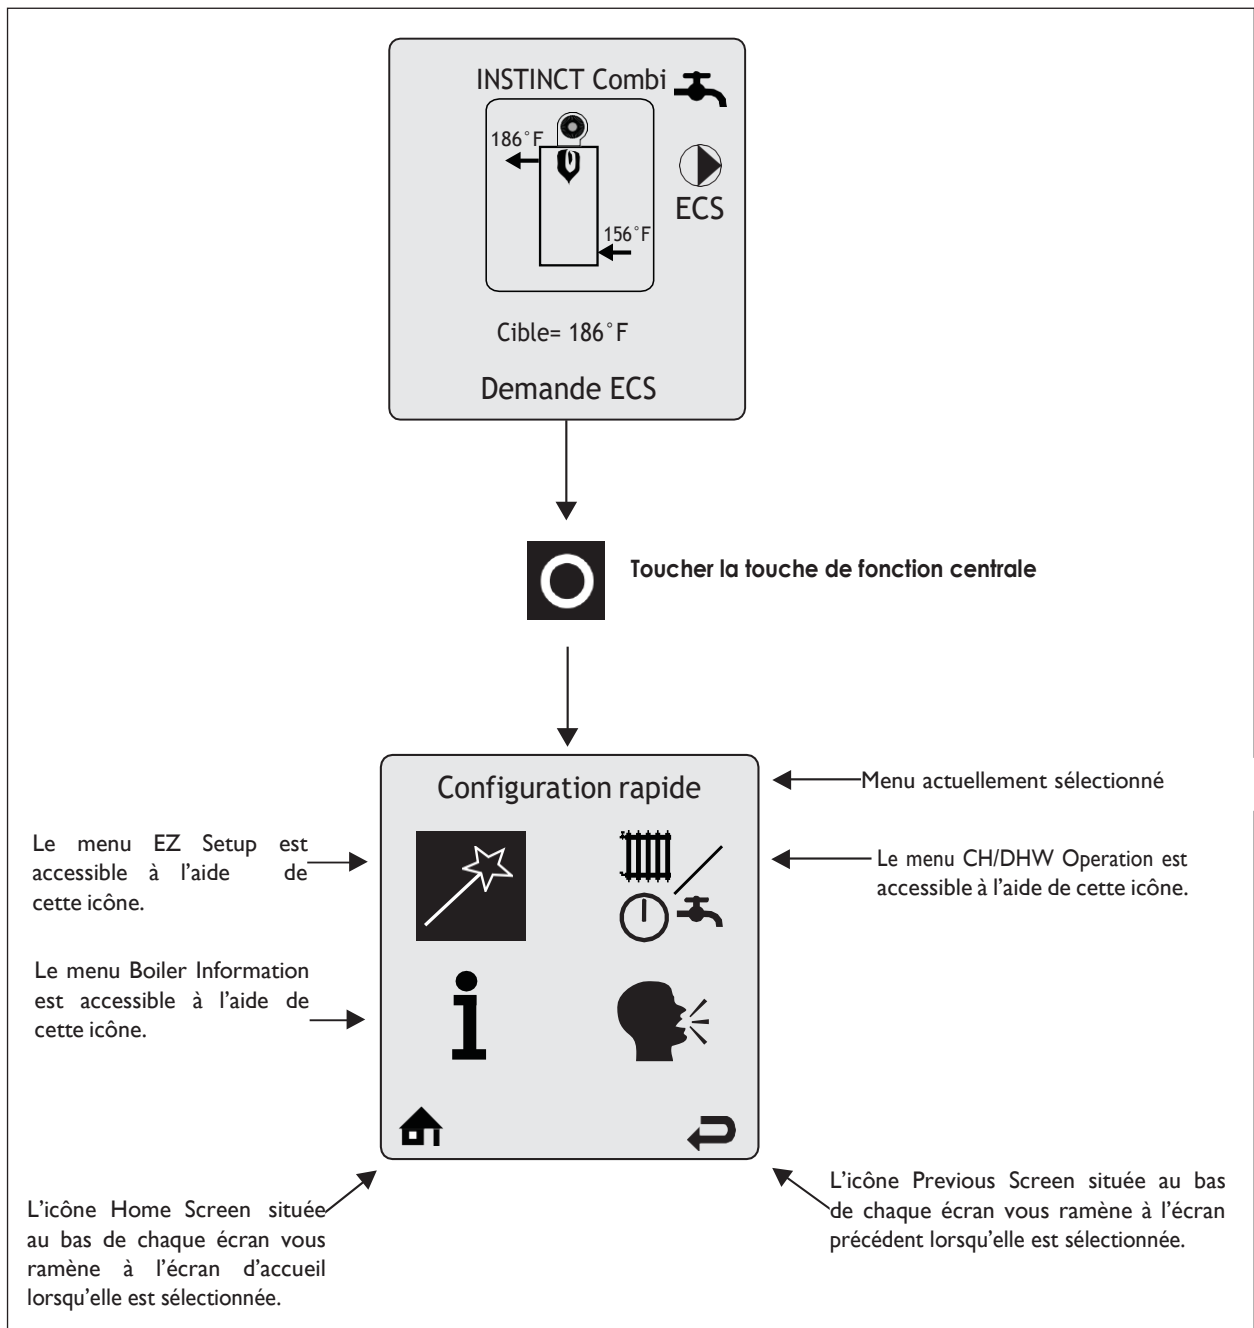 INSTINCT Combi
186°F
ECS
156°F
Cible= 186°F
Demande ECS
Toucher la touche de fonction centrale
Configuration rapide
Menu actuellement sélectionné
Le menu EZ Setup est
accessible à l’aide de
cette icône.
Le menu CH/DHW Operation est
accessible à l’aide de cette icône.
Le menu Boiler Information
est accessible à l’aide de
cette icône.
L’icône Home Screen située
au bas de chaque écran vous
ramène à l’écran d’accueil
lorsqu’elle est sélectionnée.
L’icône Previous Screen située au bas
de chaque écran vous ramène à l’écran
précédent lorsqu’elle est sélectionnée.